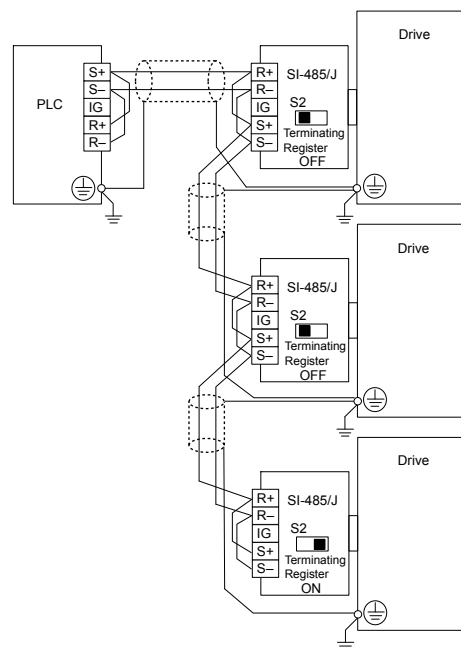 PLC
S+
S–
IG
R+
R–
R+
R–
IG
S+
S–
SI-485/J
S2
Terminating
Register
OFF
Drive
R+
R–
IG
S+
S–
SI-485/J
S2
Terminating
Register
OFF
Drive
R+
R–
IG
S+
S–
SI-485/J
S2
Terminating
Register
ON
Drive